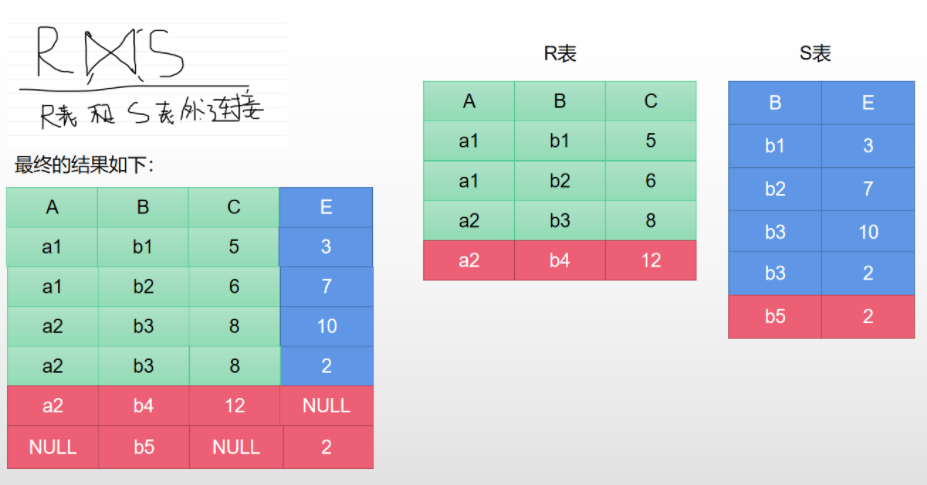 R⋈S
R表和S表外连接
最终的结果如下：
A B C E
a1 b1 5 3
a1 b2 6 7
a2 b3 8 10
a2 b3 8 2
a2 b4 12 NULL
NULL b5 NULL 2
R表
A B C
a1 b1 5
a1 b2 6
a2 b3 8
a2 b4 12
S表
B E
b1 3
b2 7
b3 10
b3 2
b5 2